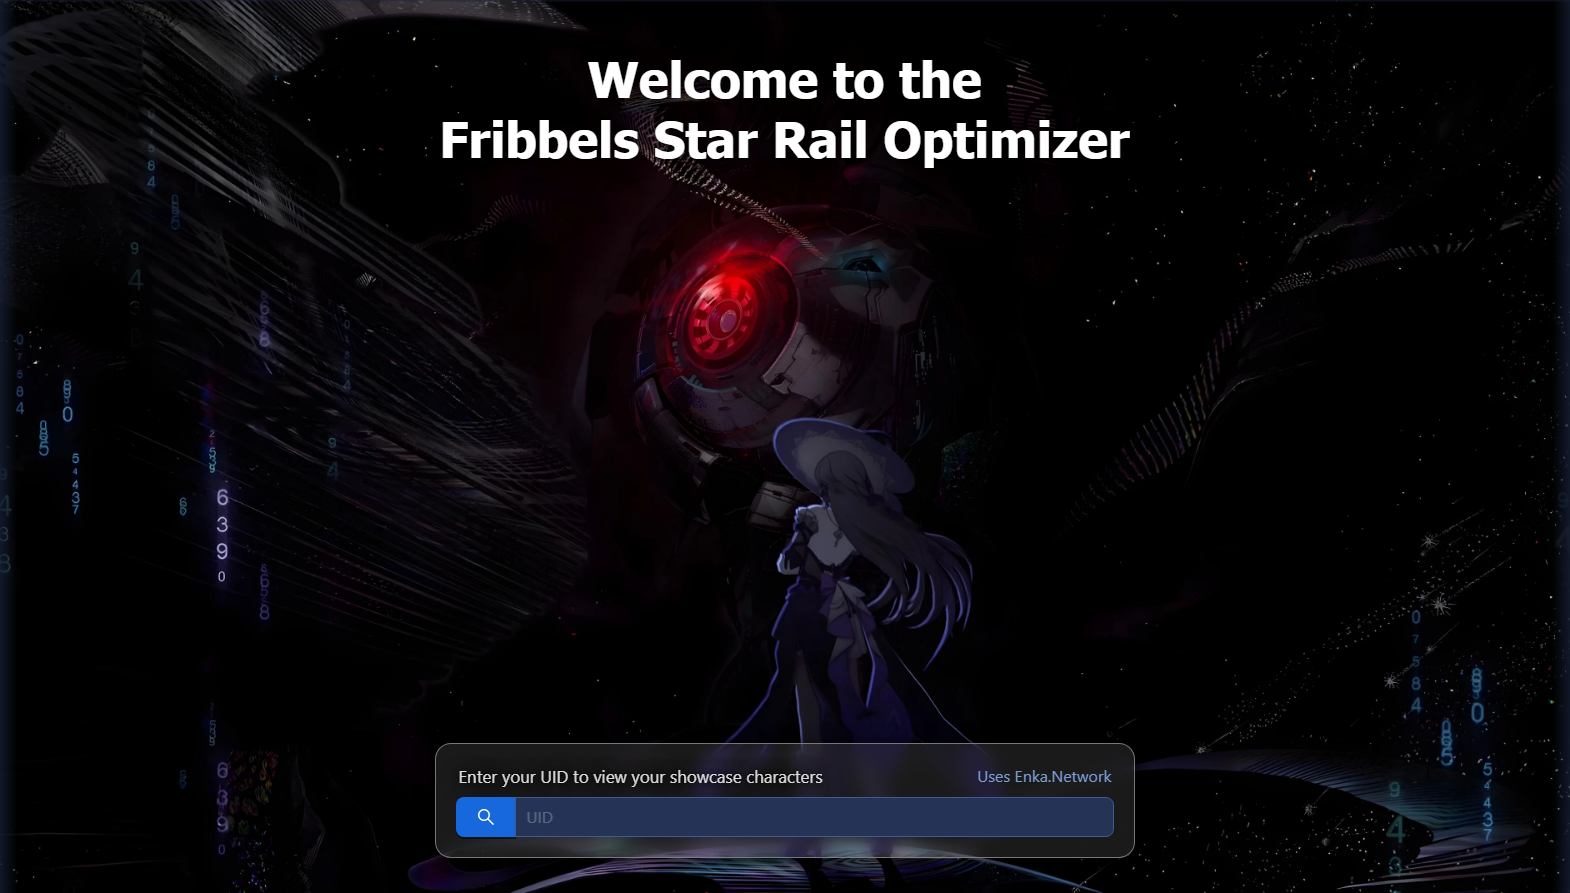 Welcome to the
Fribbels Star Rail Optimizer
Enter your UID to view your showcase characters
Uses Enka.Network
UID